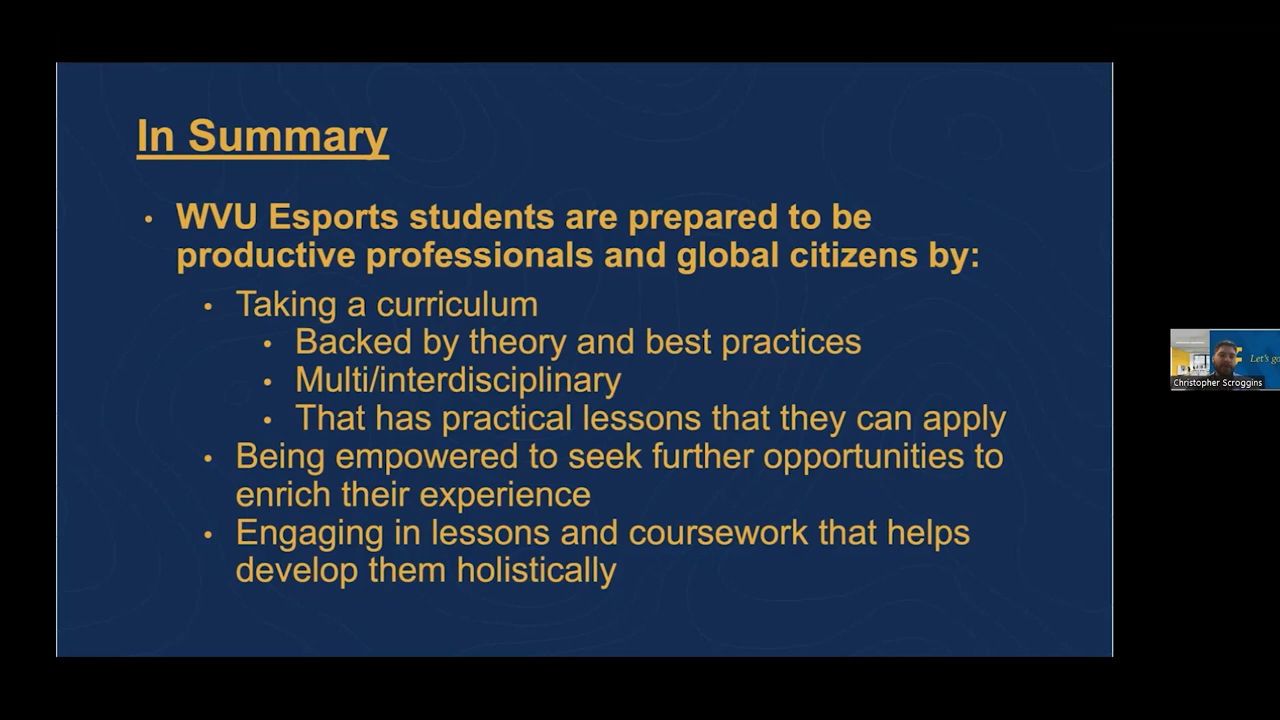 In Summary
• WVU Esports students are prepared to be
productive professionals and global citizens by:
• Taking a curriculum
• Backed by theory and best practices
• Multi/interdisciplinary
• That has practical lessons that they can apply
• Being empowered to seek further opportunities to
enrich their experience
• Engaging in lessons and coursework that helps
develop them holistically
Let's go
Christopher Scroggins